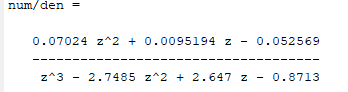 num/den =
0.07024 z^2 + 0.0095194 z - 0.052569
------------------------------------
z^3 - 2.7485 z^2 + 2.647 z - 0.8713